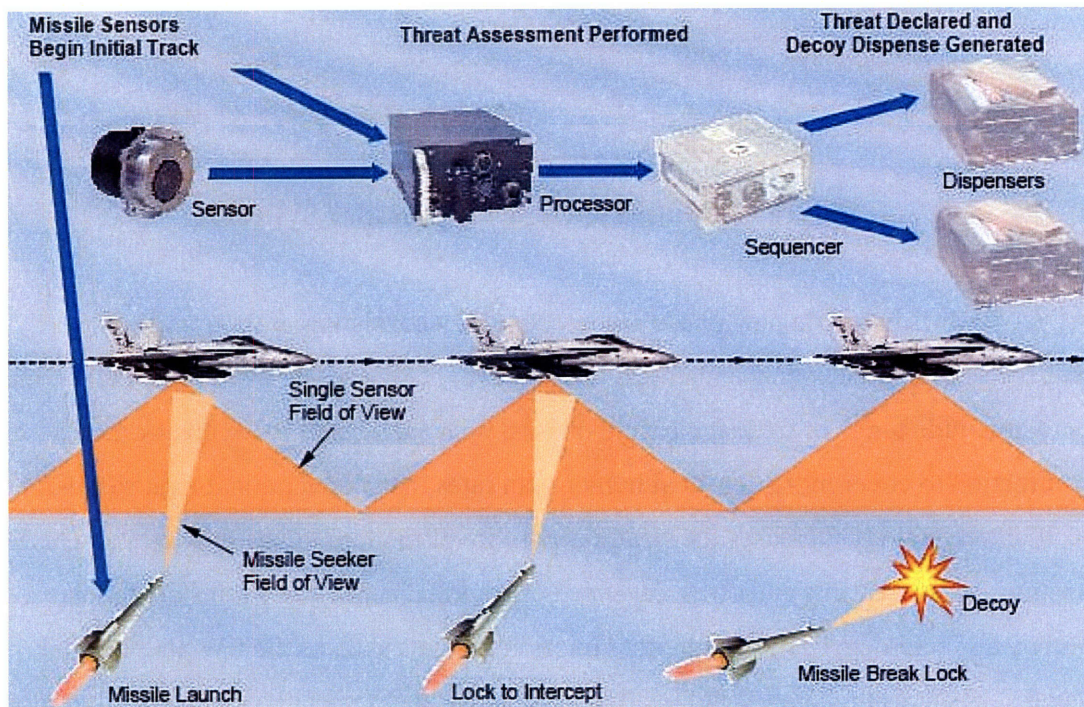 Missile Sensors
Begin Initial Track
Threat Assessment Performed
Threat Declared and
Decoy Dispense Generated
Sensor
Processor
Sequencer
Dispensers
Single Sensor
Field of View
Missile Seeker
Field of View
Decoy
Missile Launch
Lock to Intercept
Missile Break Lock